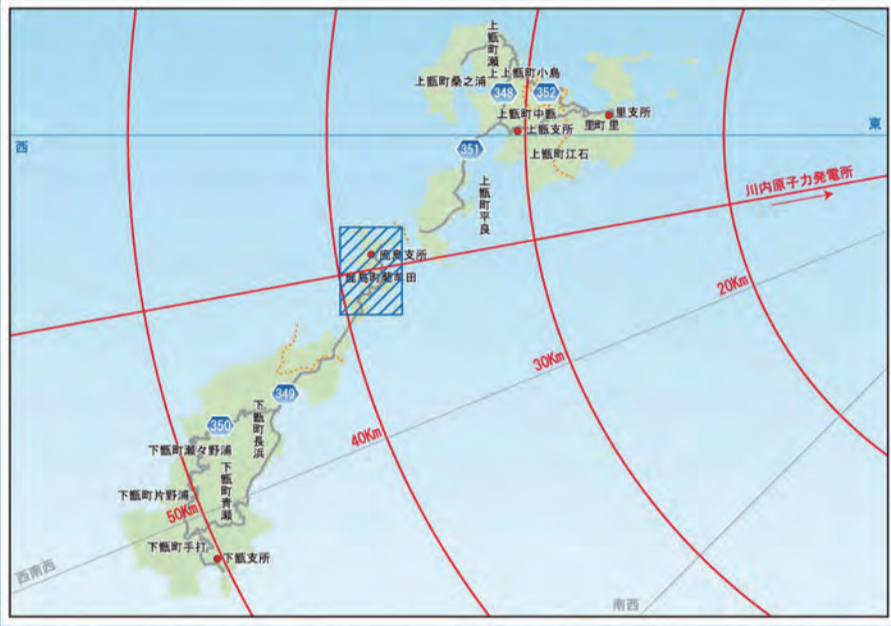 上甑町瀬上
上甑町小島
上甑町桑之浦
348
352
上甑町中甑
里支所
里町里
上甑支所
東
西
351
上甑町江石
上甑町平良
川内原子力発電所
鹿島支所
鹿島町藺牟田
20Km
30Km
349
40Km
350
下甑町長浜
下甑町瀬々野浦
下甑町青瀬
下甑町片野浦
50Km
下甑町手打
下甑支所
西南西
南西